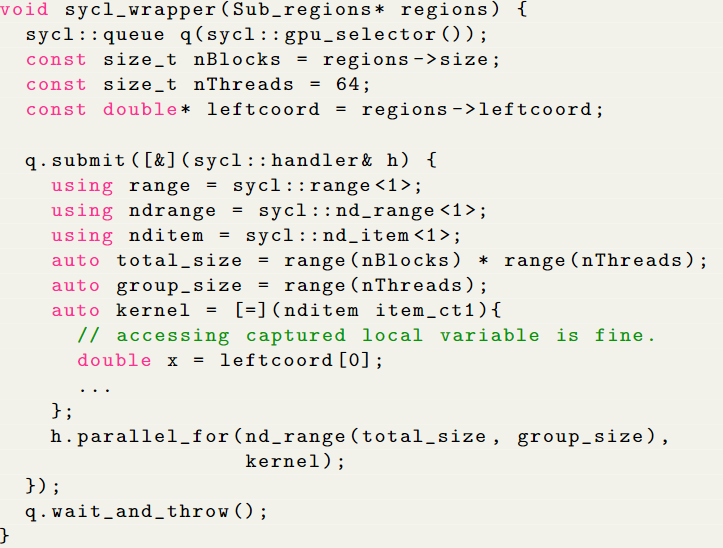 void sycl_wrapper(Sub_regions* regions) {
  sycl::queue q(sycl::gpu_selector());
  const size_t nBlocks = regions->size;
  const size_t nThreads = 64;
  const double* leftcoord = regions->leftcoord;

  q.submit([&](sycl::handler& h) {
    using range = sycl::range<1>;
    using ndrange = sycl::nd_range<1>;
    using nditem = sycl::nd_item<1>;
    auto total_size = range(nBlocks) * range(nThreads);
    auto group_size = range(nThreads);
    auto kernel = [=](nditem item_ct1){
      // accessing captured local variable is fine.
      double x = leftcoord[0];
      ...
    };
    h.parallel_for(nd_range(total_size, group_size),
                   kernel);
  });
  q.wait_and_throw();
}